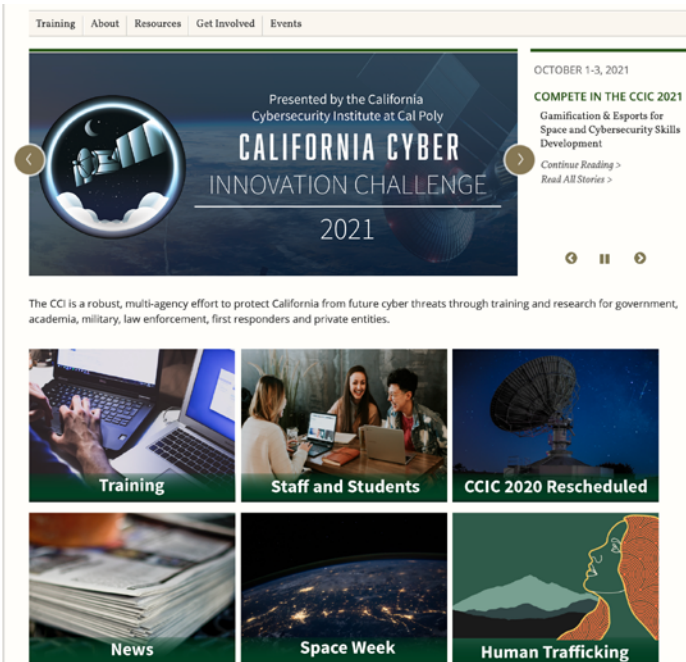 Training About Resources Get Involved Events
Presented by the California
Cybersecurity Institute at Cal Poly
CALIFORNIA CYBER
INNOVATION CHALLENGE
2021
OCTOBER 1-3, 2021
COMPETE IN THE CCIC 2021
Gamification & Esports for
Space and Cybersecurity Skills
Development
Continue Reading >
Read All Stories >
The CCI is a robust, multi-agency effort to protect California from future cyber threats through training and research for government,
academia, military, law enforcement, first responders and private entities.
Training
Staff and Students
CCIC 2020 Rescheduled
News
Space Week
Human Trafficking